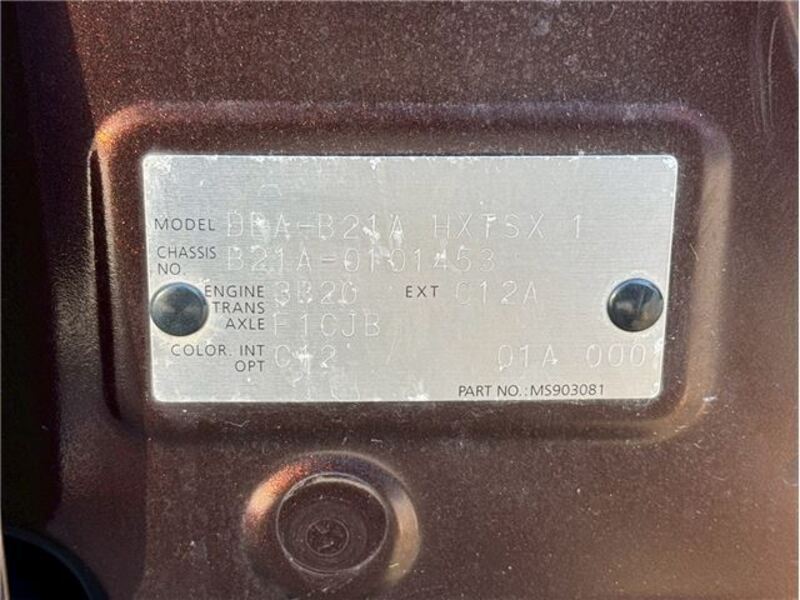 MODEL DBA-B21A HXTSX 1
CHASSIS NO. B21A-0101453
ENGINE 3B20 EXT C12A
TRANS AXLE F1CJB
COLOR. INT OPT C12 01A 0001
PART NO.: MS903081